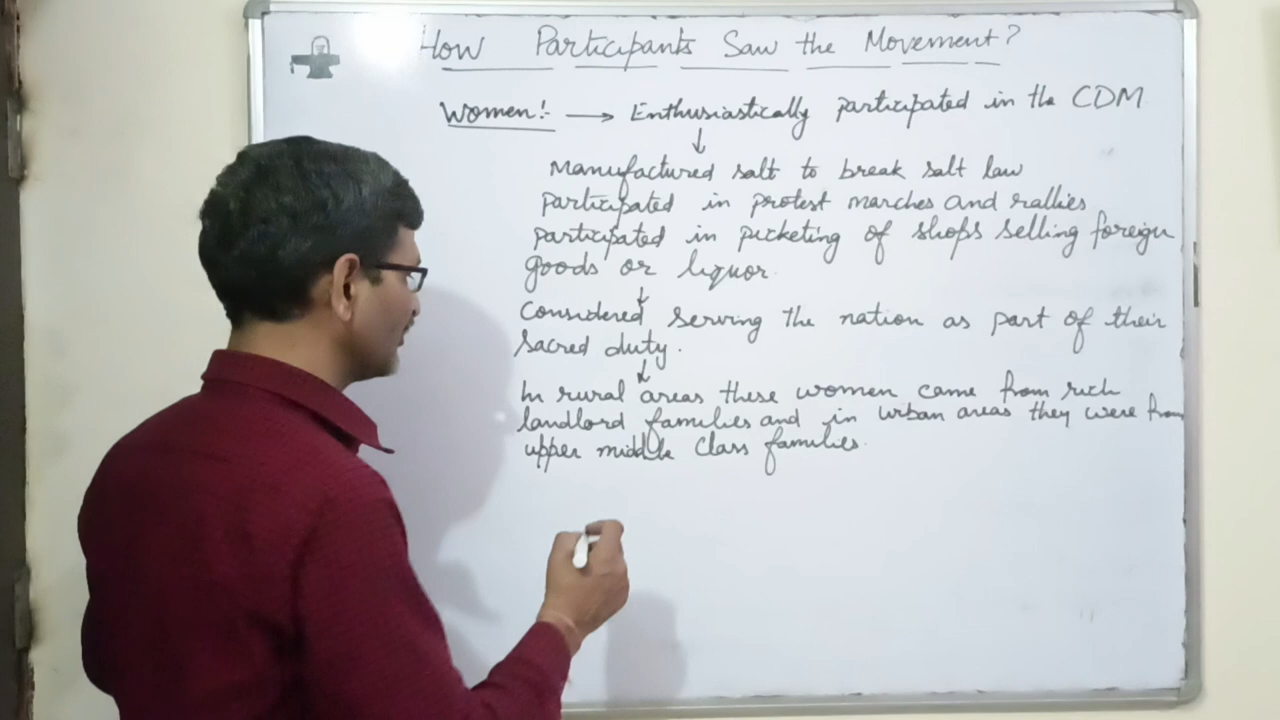 How Participants Saw the Movement?
Women:- → Enthusiastically participated in the CDM
↓
Manufactured salt to break salt law
participated in protest marches and rallies
participated in picketing of shops selling foreign
goods or liquor.
↓
Considered serving the nation as part of their
sacred duty.
↓
In rural areas these women came from rich
landlord families and in urban areas they were from
upper middle class families.